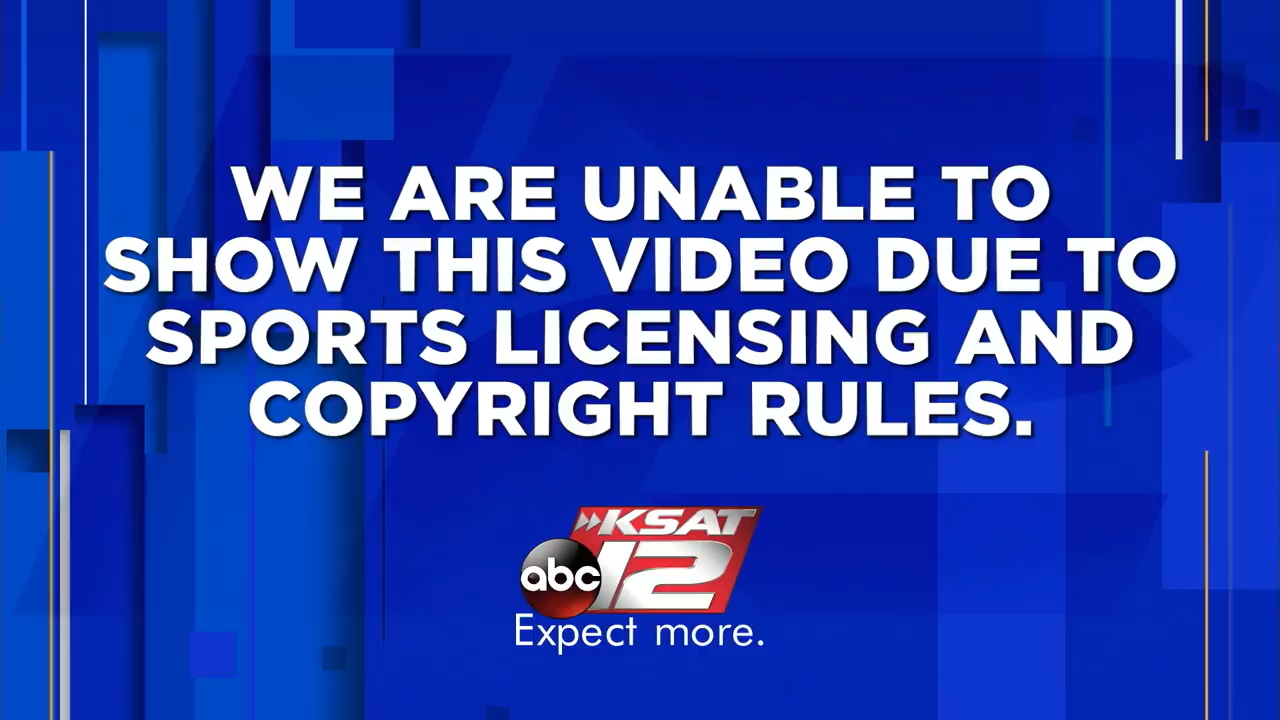 WE ARE UNABLE TO
SHOW THIS VIDEO DUE TO
SPORTS LICENSING AND
COPYRIGHT RULES.
KSAT
abc 12
Expect more.